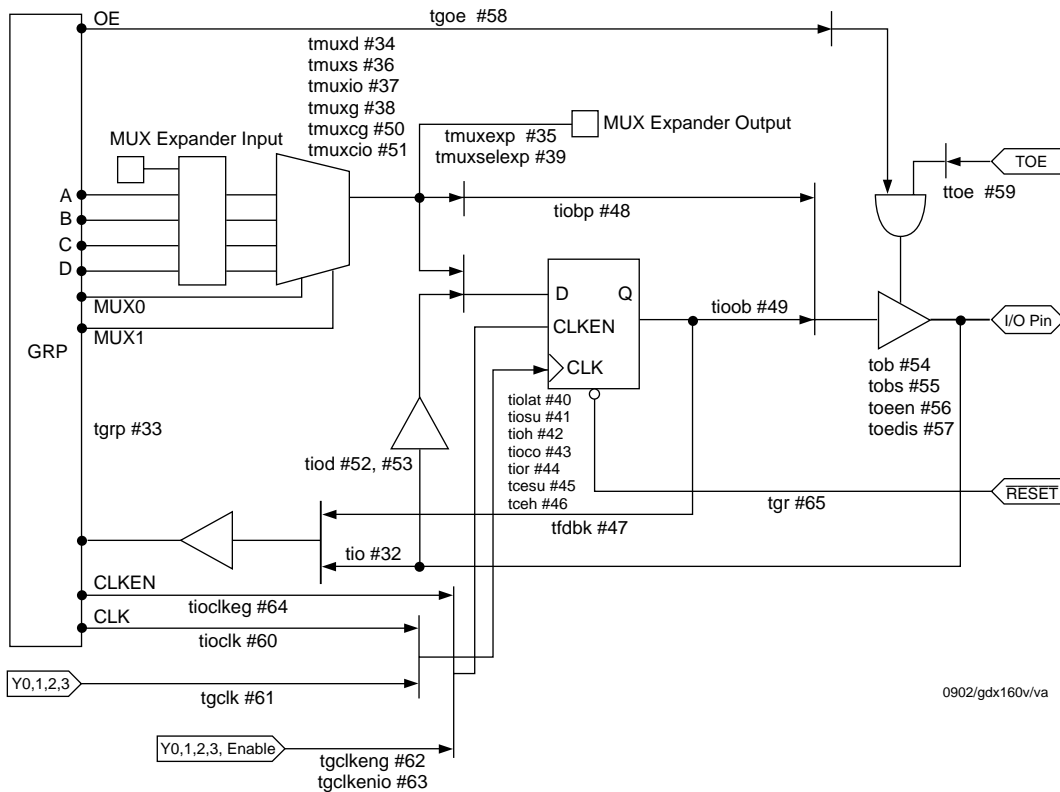 OE
tgoe #58
tmuxd #34
tmuxs #36
tmuxio #37
tmuxg #38
tmuxcg #50
tmuxcio #51
MUX Expander Input
tmuxexp #35
tmuxselexp #39
MUX Expander Output
TOE
ttoe #59
A
B
C
D
MUX0
MUX1
GRP
tiobp #48
D
Q
CLKEN
CLK
tioob #49
I/O Pin
tob #54
tobs #55
toeen #56
toedis #57
tgrp #33
tiod #52, #53
tiolat #40
tiosu #41
tioh #42
tioco #43
tior #44
tcesu #45
tceh #46
RESET
tgr #65
tfdbk #47
tio #32
CLKEN
tioclkeg #64
CLK
tioclk #60
Y0,1,2,3
tgclk #61
0902/gdx160v/va
Y0,1,2,3, Enable
tgclkeng #62
tgclkenio #63